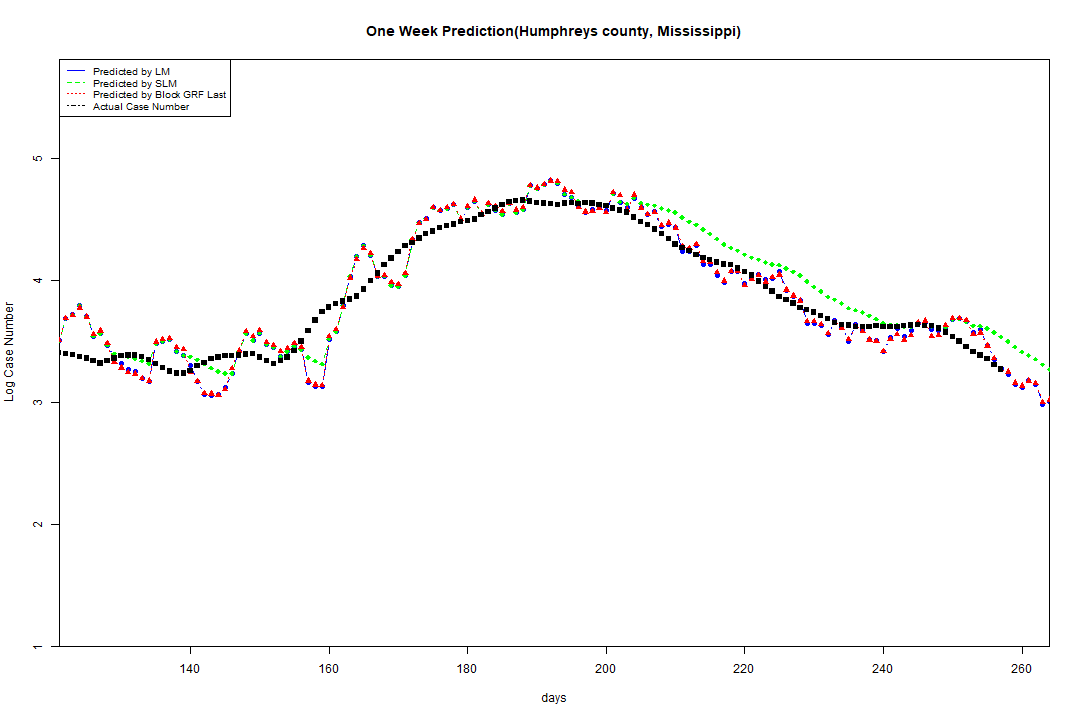 One Week Prediction(Humphreys county, Mississippi)
Predicted by LM
Predicted by SLM
Predicted by Block GRF Last
Actual Case Number
5
4
3
2
1
Log Case Number
140 160 180 200 220 240 260
days